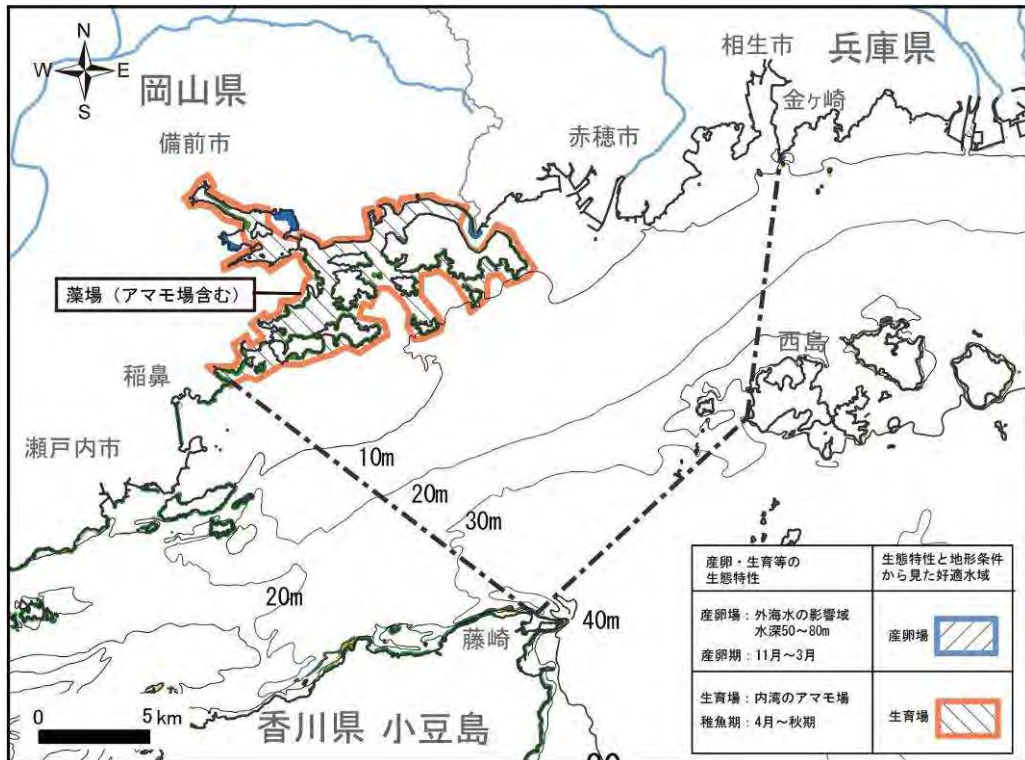 N
W E
S
岡山県
備前市
相生市
兵庫県
金ヶ崎
赤穂市
藻場（アマモ場含む）
稲鼻
西島
瀬戸内市
10m
20m
30m
20m
藤崎
40m
0 5km
香川県 小豆島
産卵・生育等の
生態特性
生態特性と地形条件
から見た好適水域
産卵場：外海水の影響域
水深50～80m
産卵期：11月～3月
産卵場
生育場：内湾のアマモ場
稚魚期：4月～秋期
生育場